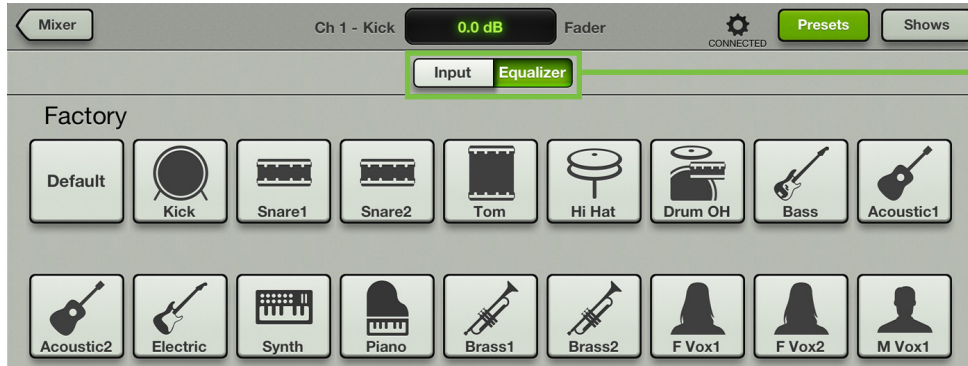 Mixer Ch 1 - Kick 0.0 dB Fader CONNECTED Presets Shows
Input Equalizer
Factory
Default Kick Snare1 Snare2 Tom Hi Hat Drum OH Bass Acoustic1
Acoustic2 Electric Synth Piano Brass1 Brass2 F Vox1 F Vox2 M Vox1